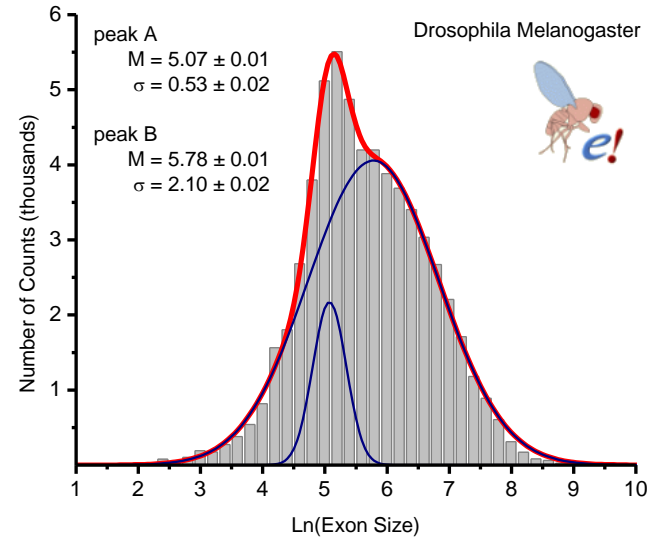 Drosophila Melanogaster
peak A
M = 5.07 ± 0.01
σ = 0.53 ± 0.02
peak B
M = 5.78 ± 0.01
σ = 2.10 ± 0.02
e!
Number of Counts (thousands)
6
5
4
3
2
1
1 2 3 4 5 6 7 8 9 10
Ln(Exon Size)